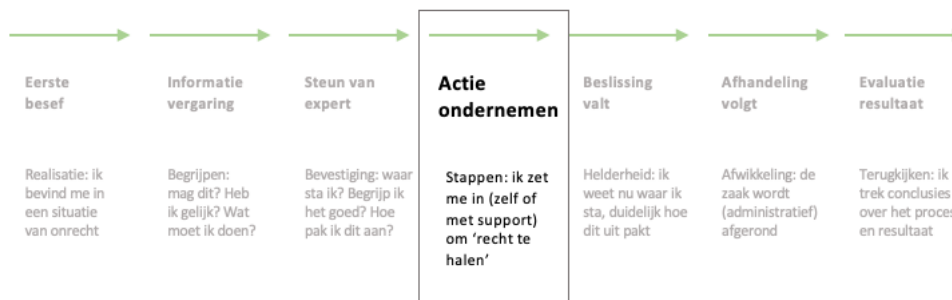 Eerste
besef
Realisatie: ik
bevind me in
een situatie
van onrecht
Informatie
vergaring
Begrijpen:
mag dit? Heb
ik gelijk? Wat
moet ik doen?
Steun van
expert
Bevestiging: waar
sta ik? Begrijp ik
het goed? Hoe
pak ik dit aan?
Actie
ondernemen
Stappen: ik zet
me in (zelf of
met support)
om ‘recht te
halen’
Beslissing
valt
Helderheid: ik
weet nu waar ik
sta, duidelijk hoe
dit uit pakt
Afhandeling
volgt
Afwikkeling: de
zaak wordt
(administratief)
afgerond
Evaluatie
resultaat
Terugkijken: ik
trek conclusies
over het proces
en resultaat